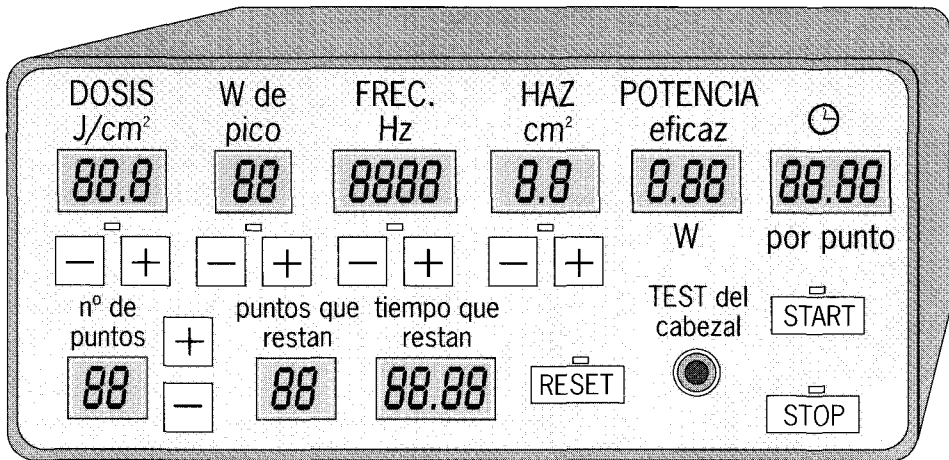 DOSIS W de FREC. HAZ POTENCIA
J/cm² pico Hz cm² eficaz
88.8 88 8888 8.8 8.88 88.88
W por punto
− + − + − + − +
nº de puntos que tiempo que TEST del
puntos restan restan cabezal
+ START
88 88 88.88 RESET
− STOP